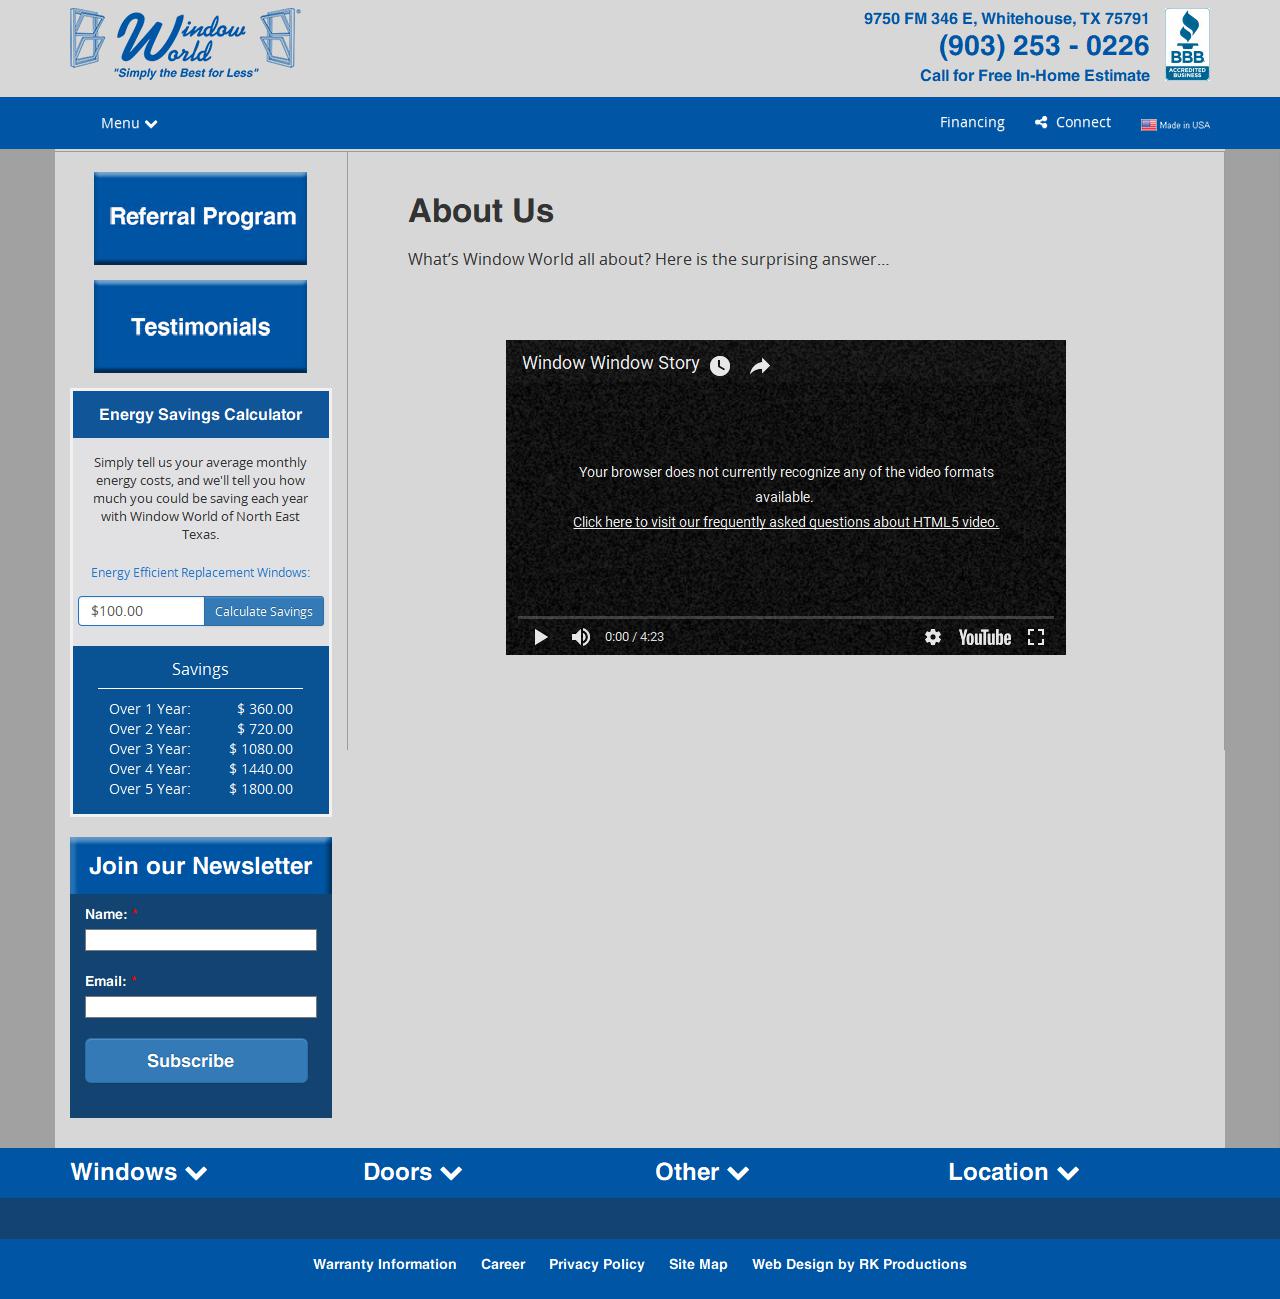 Window World
"Simply the Best for Less"
9750 FM 346 E, Whitehouse, TX 75791
(903) 253 - 0226
Call for Free In-Home Estimate
BBB
ACCREDITED
BUSINESS
Menu
Financing
Connect
Made in USA
Referral Program
Testimonials
Energy Savings Calculator
Simply tell us your average monthly
energy costs, and we'll tell you how
much you could be saving each year
with Window World of North East
Texas.
Energy Efficient Replacement Windows:
$100.00
Calculate Savings
Savings
Over 1 Year: $ 360.00
Over 2 Year: $ 720.00
Over 3 Year: $ 1080.00
Over 4 Year: $ 1440.00
Over 5 Year: $ 1800.00
Join our Newsletter
Name: *
Email: *
Subscribe
About Us
What’s Window World all about? Here is the surprising answer…
Window Window Story
Your browser does not currently recognize any of the video formats
available.
Click here to visit our frequently asked questions about HTML5 video.
0:00 / 4:23
YouTube
Windows
Doors
Other
Location
Warranty Information Career Privacy Policy Site Map Web Design by RK Productions